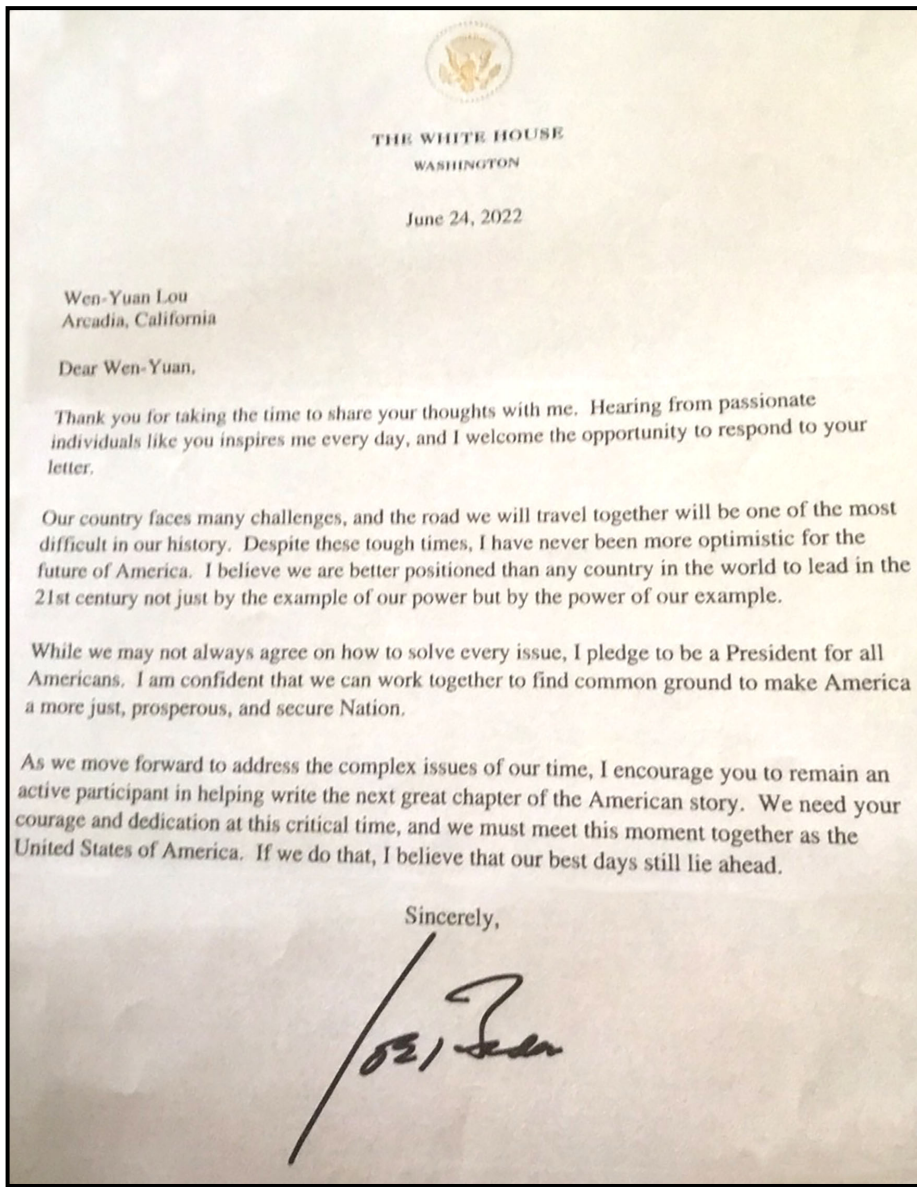 THE WHITE HOUSE
WASHINGTON
June 24, 2022
Wen-Yuan Lou
Arcadia, California
Dear Wen-Yuan,
Thank you for taking the time to share your thoughts with me. Hearing from passionate
individuals like you inspires me every day, and I welcome the opportunity to respond to your
letter.
Our country faces many challenges, and the road we will travel together will be one of the most
difficult in our history. Despite these tough times, I have never been more optimistic for the
future of America. I believe we are better positioned than any country in the world to lead in the
21st century not just by the example of our power but by the power of our example.
While we may not always agree on how to solve every issue, I pledge to be a President for all
Americans. I am confident that we can work together to find common ground to make America
a more just, prosperous, and secure Nation.
As we move forward to address the complex issues of our time, I encourage you to remain an
active participant in helping write the next great chapter of the American story. We need your
courage and dedication at this critical time, and we must meet this moment together as the
United States of America. If we do that, I believe that our best days still lie ahead.
Sincerely,
Joe Biden